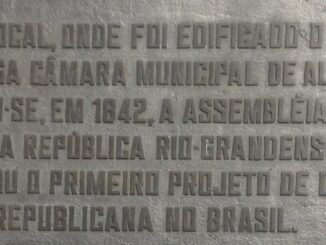 OCAL, ONDE FOI EDIFICADO O
GA CÂMARA MUNICIPAL DE AL
-SE, EM 1842, A ASSEMBLÉIA
A REPÚBLICA RIO-GRANDENS
U O PRIMEIRO PROJETO DE C
REPUBLICANA NO BRASIL.